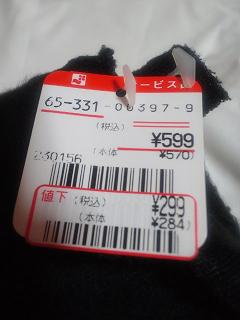 ービス
65-331-00397-9
(税込)
¥599
(本体 ¥570)
230156
値下 (税込) ¥299
(本体 ¥284)